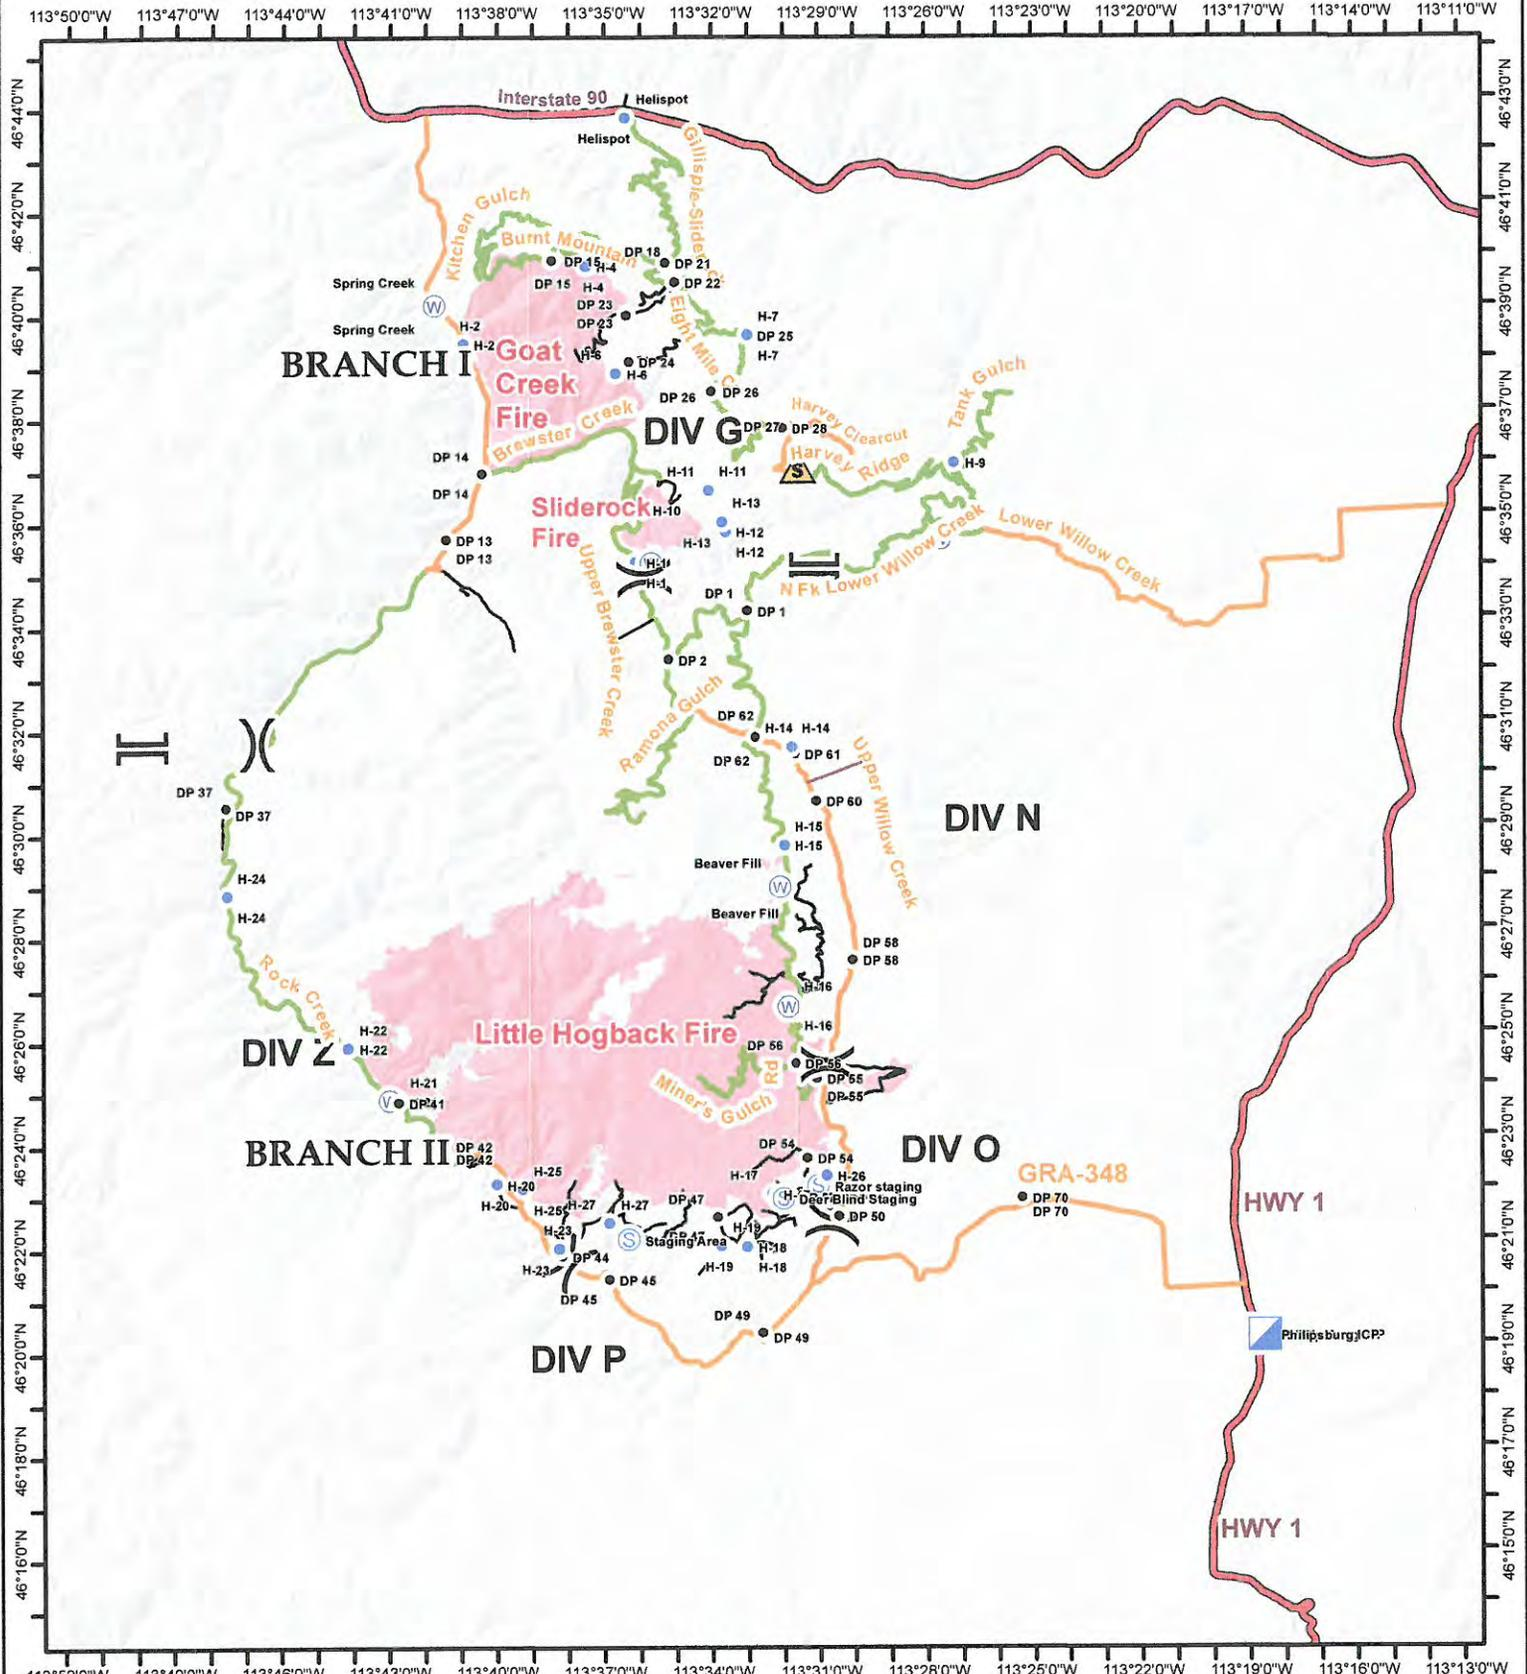 113°50'0"W 113°47'0"W 113°44'0"W 113°41'0"W 113°38'0"W 113°35'0"W 113°32'0"W 113°29'0"W 113°26'0"W 113°23'0"W 113°20'0"W 113°17'0"W 113°14'0"W 113°11'0"W
Interstate 90
Helispot
Helispot
46°44'0"N
46°43'0"N
Gillispie-Slider
46°42'0"N
46°41'0"N
Kitchen Gulch
Burnt Mountain
DP 18
DP 21
DP 15
H-4
DP 22
DP 15
H-4
Spring Creek
46°40'0"N
46°39'0"N
W
DP 23
DP 23
Eight Mile C
Spring Creek
H-2
H-2
H-7
DP 25
H-7
BRANCH I
Goat
Creek
Fire
H-6
DP 24
H-6
Tank Gulch
46°38'0"N
46°37'0"N
DP 26
DP 26
Brewster Creek
DIV G
DP 27
DP 28
Harvey Clearcut
Harvey Ridge
S
H-9
DP 14
DP 14
H-11
H-11
Sliderock
Fire
H-10
H-13
46°36'0"N
46°35'0"N
DP 13
DP 13
H-13
H-12
H-12
Lower Willow Creek
N Fk Lower Willow Creek
H-1
H-1
Upper Brewster Creek
DP 1
DP 1
46°34'0"N
46°33'0"N
DP 2
Ramona Gulch
46°32'0"N
46°31'0"N
DP 62
H-14
H-14
DP 61
DP 62
Upper Willow Creek
DP 37
DP 37
DP 60
DIV N
46°30'0"N
46°29'0"N
H-15
H-15
Beaver Fill
H-24
W
H-24
Beaver Fill
46°28'0"N
46°27'0"N
DP 58
DP 58
Rock Creek
H-16
W
H-16
Little Hogback Fire
46°26'0"N
46°25'0"N
H-22
H-22
DIV Z
DP 56
DP 56
DP 55
DP 55
Miner's Gulch Rd
H-21
DP 41
46°24'0"N
46°23'0"N
BRANCH II
DP 42
DP 42
DP 54
DP 54
DIV O
H-25
H-17
H-26
S
Razor staging
GRA-348
DP 70
DP 70
H-20
H-20
H-25
H-27
H-27
DP 47
S
Deer Blind Staging
DP 50
HWY 1
H-23
S
Staging Area
H-19
H-18
46°22'0"N
46°21'0"N
H-23
DP 44
H-19
H-18
DP 45
DP 45
DP 49
DP 49
Philipsburg ICP
46°20'0"N
46°19'0"N
DIV P
46°18'0"N
46°17'0"N
HWY 1
46°16'0"N
46°15'0"N